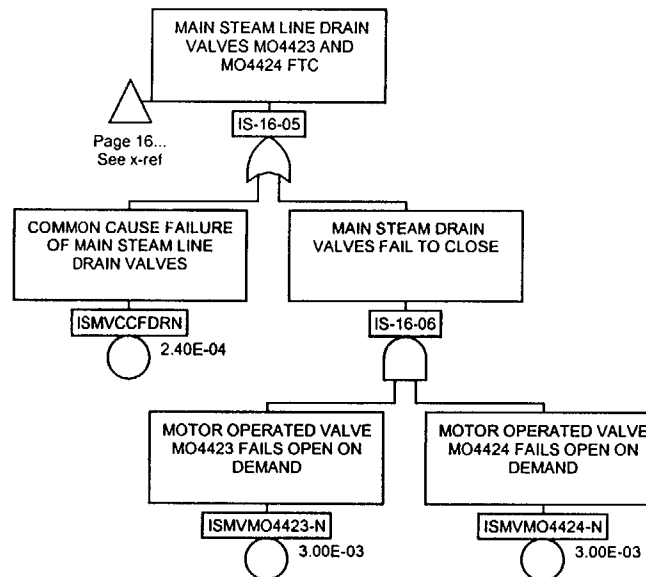 MAIN STEAM LINE DRAIN
VALVES MO4423 AND
MO4424 FTC
IS-16-05
Page 16...
See x-ref
COMMON CAUSE FAILURE
OF MAIN STEAM LINE
DRAIN VALVES
ISMVCCFDRN
2.40E-04
MAIN STEAM DRAIN
VALVES FAIL TO CLOSE
IS-16-06
MOTOR OPERATED VALVE
MO4423 FAILS OPEN ON
DEMAND
ISMVMO4423-N
3.00E-03
MOTOR OPERATED VALVE
MO4424 FAILS OPEN ON
DEMAND
ISMVMO4424-N
3.00E-03